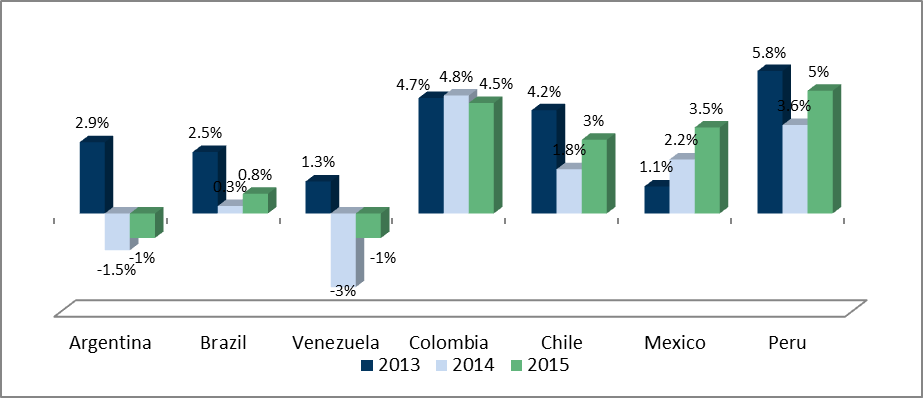 5.8%
4.7% 4.8% 4.5% 4.2% 3.6% 5%
2.9% 2.5% 3% 3.5%
1.3% 1.8% 2.2%
0.3% 0.8% 1.1%
-1.5% -1% -3% -1%
Argentina Brazil Venezuela Colombia Chile Mexico Peru
2013 2014 2015